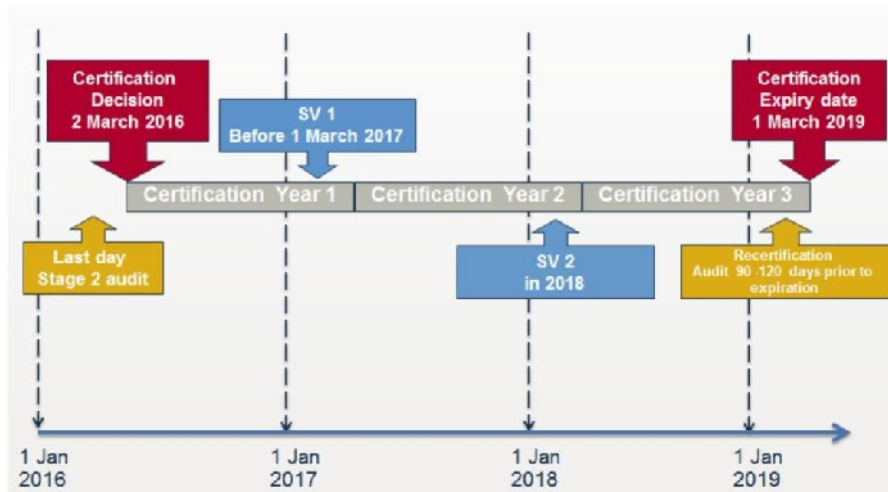 Certification
Decision
2 March 2016
SV 1
Before 1 March 2017
Certification
Expiry date
1 March 2019
Certification Year 1
Certification Year 2
Certification Year 3
Last day
Stage 2 audit
SV 2
in 2018
Recertification
Audit 90 -120 days prior to
expiration
1 Jan
2016
1 Jan
2017
1 Jan
2018
1 Jan
2019